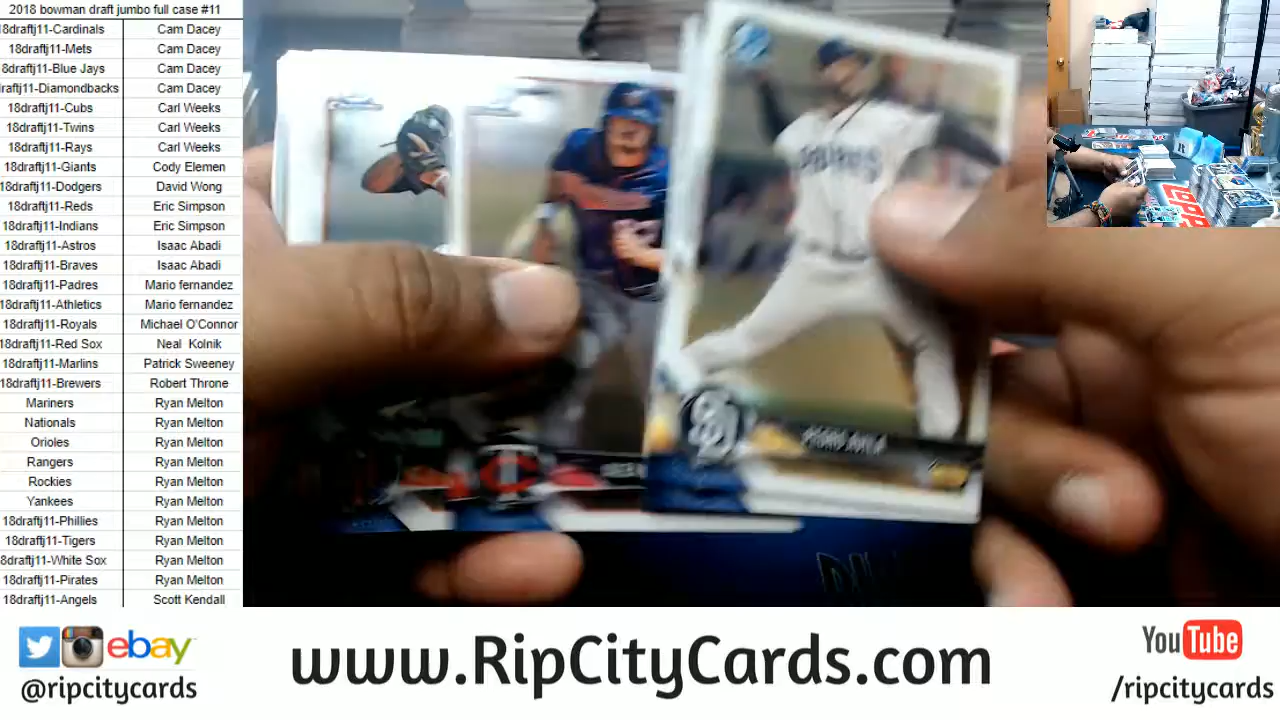 2018 bowman draft jumbo full case #11
18draftj11-Cardinals Cam Dacey
18draftj11-Mets Cam Dacey
8draftj11-Blue Jays Cam Dacey
raftj11-Diamondbacks Cam Dacey
18draftj11-Cubs Carl Weeks
18draftj11-Twins Carl Weeks
18draftj11-Rays Carl Weeks
18draftj11-Giants Cody Elemen
18draftj11-Dodgers David Wong
18draftj11-Reds Eric Simpson
18draftj11-Indians Eric Simpson
18draftj11-Astros Isaac Abadi
18draftj11-Braves Isaac Abadi
18draftj11-Padres Mario fernandez
18draftj11-Athletics Mario fernandez
18draftj11-Royals Michael O'Connor
18draftj11-Red Sox Neal Kolnik
18draftj11-Marlins Patrick Sweeney
18draftj11-Brewers Robert Throne
Mariners Ryan Melton
Nationals Ryan Melton
Orioles Ryan Melton
Rangers Ryan Melton
Rockies Ryan Melton
Yankees Ryan Melton
18draftj11-Phillies Ryan Melton
18draftj11-Tigers Ryan Melton
8draftj11-White Sox Ryan Melton
18draftj11-Pirates Ryan Melton
18draftj11-Angels Scott Kendall
ebay
@ripcitycards
www.RipCityCards.com
YouTube
/ripcitycards